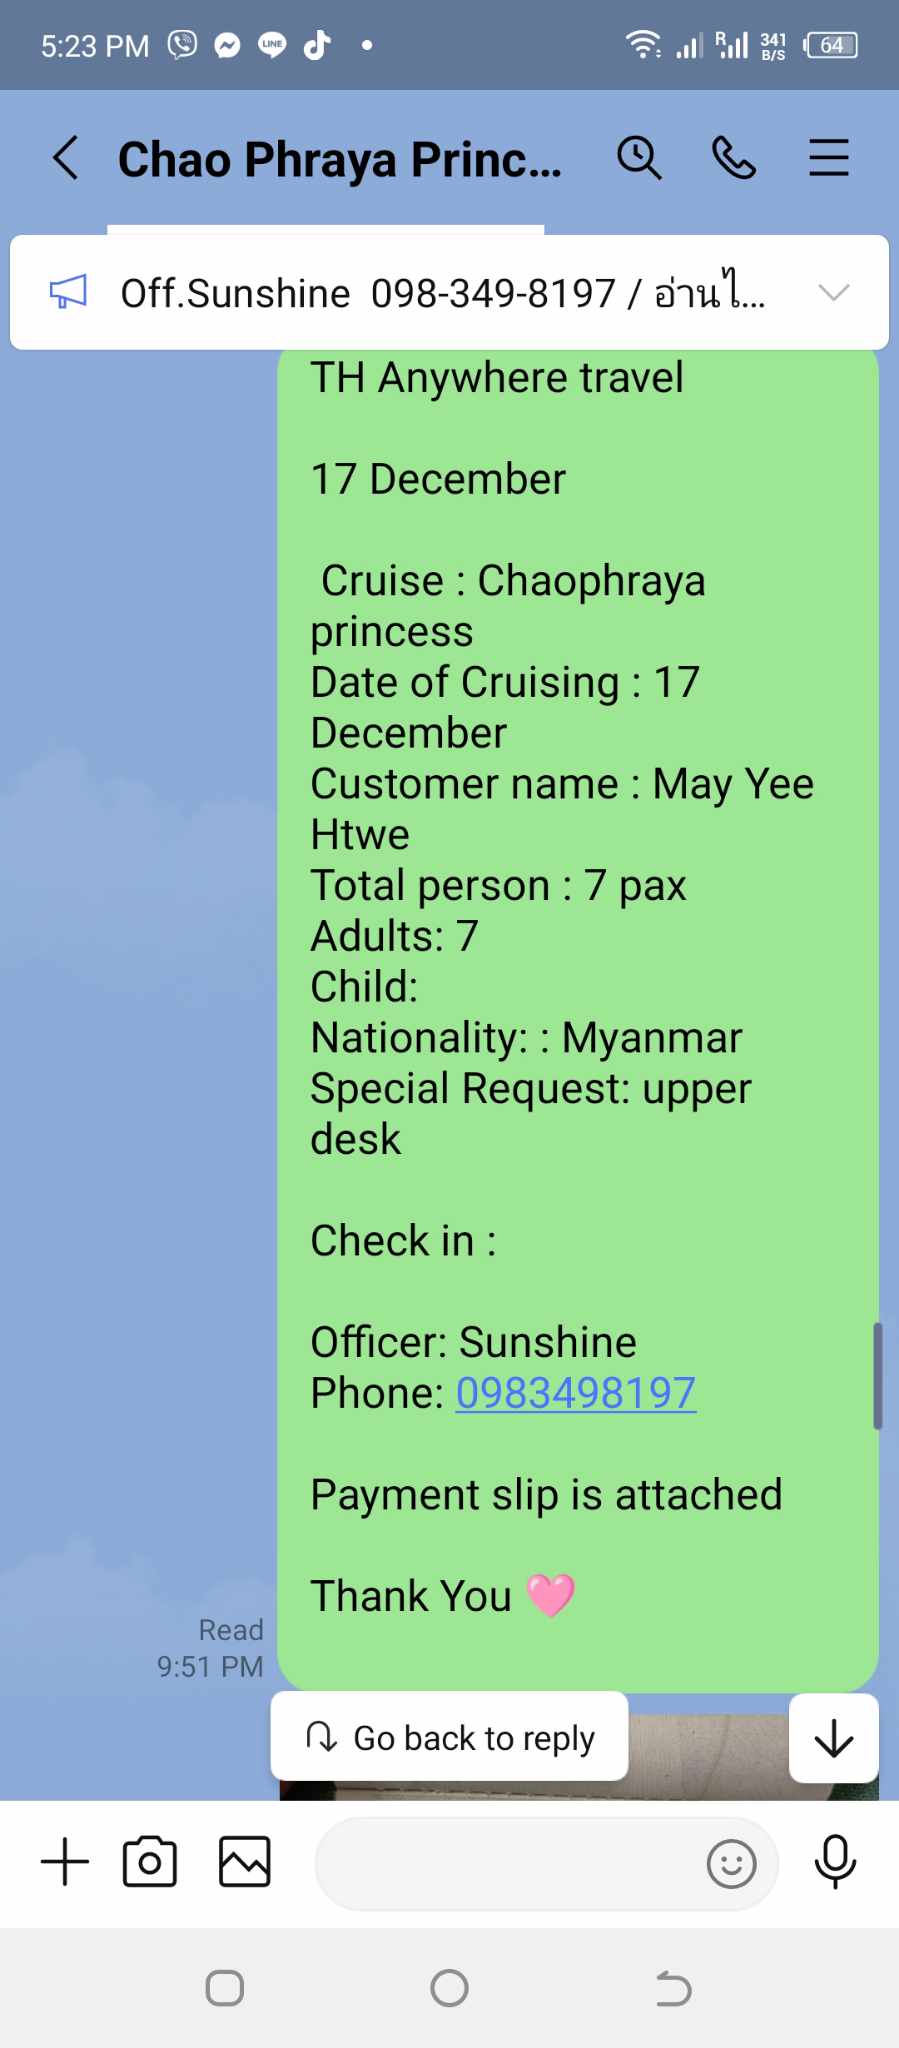 5:23 PM LINE R 341 B/S 64
Chao Phraya Princ...
Off.Sunshine 098-349-8197 / อ่านไ...
TH Anywhere travel
17 December
Cruise : Chaophraya
princess
Date of Cruising : 17
December
Customer name : May Yee
Htwe
Total person : 7 pax
Adults: 7
Child:
Nationality: : Myanmar
Special Request: upper
desk
Check in :
Officer: Sunshine
Phone: 0983498197
Payment slip is attached
Thank You 🩷
Read
9:51 PM
Go back to reply